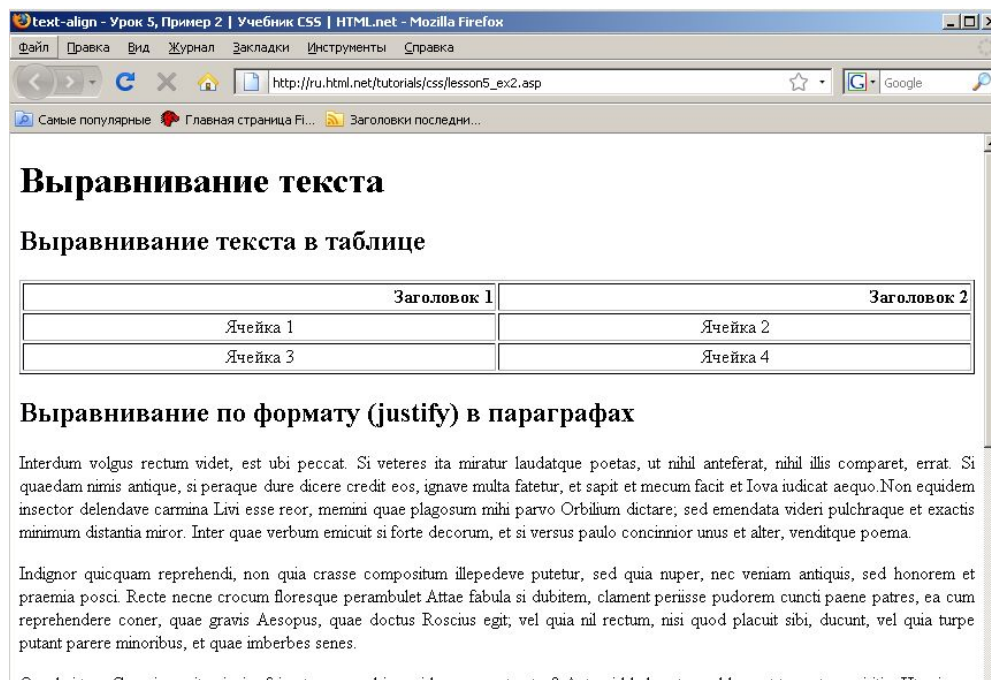 text-align - Урок 5, Пример 2 | Учебник CSS | HTML.net - Mozilla Firefox
Файл Правка Вид Журнал Закладки Инструменты Справка
http://ru.html.net/tutorials/css/lesson5_ex2.asp G Google
Самые популярные Главная страница Fi... Заголовки последни...
Выравнивание текста
Выравнивание текста в таблице
Заголовок 1 Заголовок 2
Ячейка 1 Ячейка 2
Ячейка 3 Ячейка 4
Выравнивание по формату (justify) в параграфах
Interdum volgus rectum videt, est ubi peccat. Si veteres ita miratur laudatque poetas, ut nihil anteferat, nihil illis comparet, errat. Si
quaedam nimis antique, si peraque dure dicere credit eos, ignave multa fatetur, et sapit et mecum facit et Iova iudicat aequo.Non equidem
insector delendave carmina Livi esse reor, memini quae plagosum mihi parvo Orbilium dictare; sed emendata videri pulchraque et exactis
minimum distantia miror. Inter quae verbum emicuit si forte decorum, et si versus paulo concinnior unus et alter, venditque poema.
Indignor quicquam reprehendi, non quia crasse compositum illepedeve putetur, sed quia nuper, nec veniam antiquis, sed honorem et
praemia posci. Recte necne crocum floresque perambulet Attae fabula si dubitem, clament periisse pudorem cuncti paene patres, ea cum
reprehendere coner, quae gravis Aesopus, quae doctus Roscius egit; vel quia nil rectum, nisi quod placuit sibi, ducunt, vel quia turpe
putant parere minoribus, et quae imberbes senes.